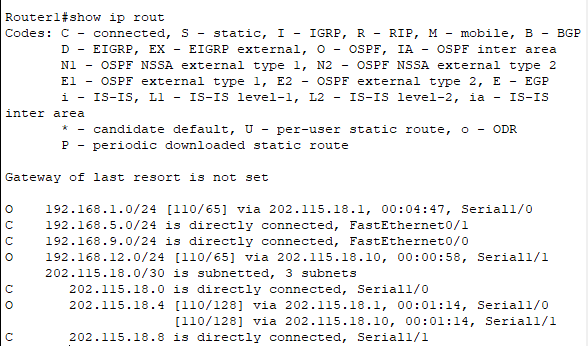 Router1#show ip rout
Codes: C - connected, S - static, I - IGRP, R - RIP, M - mobile, B - BGP
D - EIGRP, EX - EIGRP external, O - OSPF, IA - OSPF inter area
N1 - OSPF NSSA external type 1, N2 - OSPF NSSA external type 2
E1 - OSPF external type 1, E2 - OSPF external type 2, E - EGP
i - IS-IS, L1 - IS-IS level-1, L2 - IS-IS level-2, ia - IS-IS
inter area
* - candidate default, U - per-user static route, o - ODR
P - periodic downloaded static route
Gateway of last resort is not set
O 192.168.1.0/24 [110/65] via 202.115.18.1, 00:04:47, Serial1/0
C 192.168.5.0/24 is directly connected, FastEthernet0/1
C 192.168.9.0/24 is directly connected, FastEthernet0/0
O 192.168.12.0/24 [110/65] via 202.115.18.10, 00:00:58, Serial1/1
202.115.18.0/30 is subnetted, 3 subnets
C 202.115.18.0 is directly connected, Serial1/0
O 202.115.18.4 [110/128] via 202.115.18.1, 00:01:14, Serial1/0
[110/128] via 202.115.18.10, 00:01:14, Serial1/1
C 202.115.18.8 is directly connected, Serial1/1